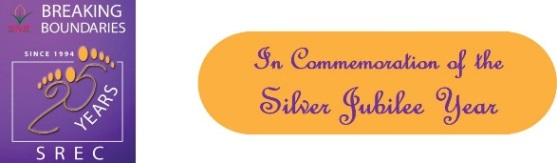 BREAKING
BOUNDARIES
SINCE 1994
25
YEARS
SREC
In Commemoration of the
Silver Jubilee Year